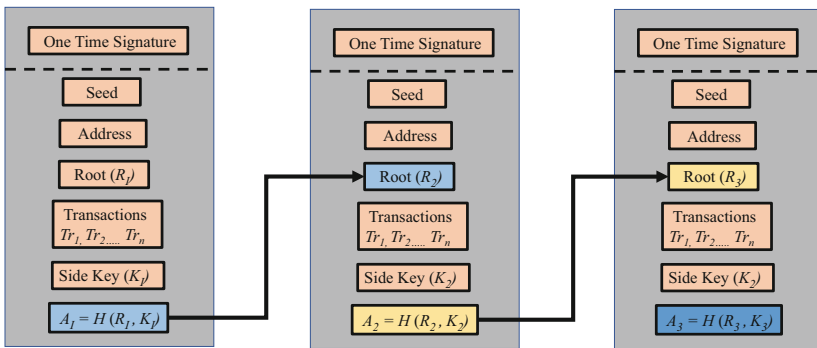 One Time Signature
Seed
Address
Root (R1)
Transactions
Tr1, Tr2..... Trn
Side Key (K1)
A1 = H (R1, K1)
One Time Signature
Seed
Address
Root (R2)
Transactions
Tr1, Tr2..... Trn
Side Key (K2)
A2 = H (R2, K2)
One Time Signature
Seed
Address
Root (R3)
Transactions
Tr1, Tr2..... Trn
Side Key (K2)
A3 = H (R3, K3)